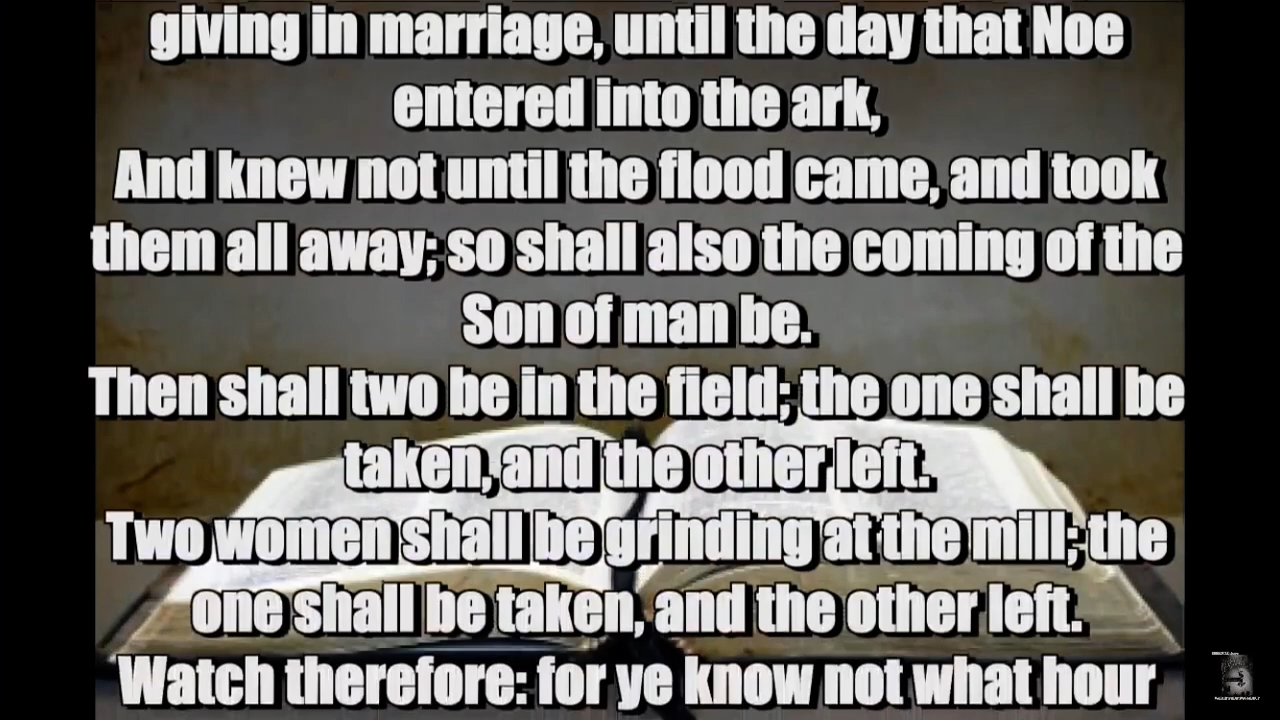 giving in marriage, until the day that Noe
entered into the ark,
And knew not until the flood came, and took
them all away; so shall also the coming of the
Son of man be.
Then shall two be in the field; the one shall be
taken, and the other left.
Two women shall be grinding at the mill; the
one shall be taken, and the other left.
Watch therefore: for ye know not what hour